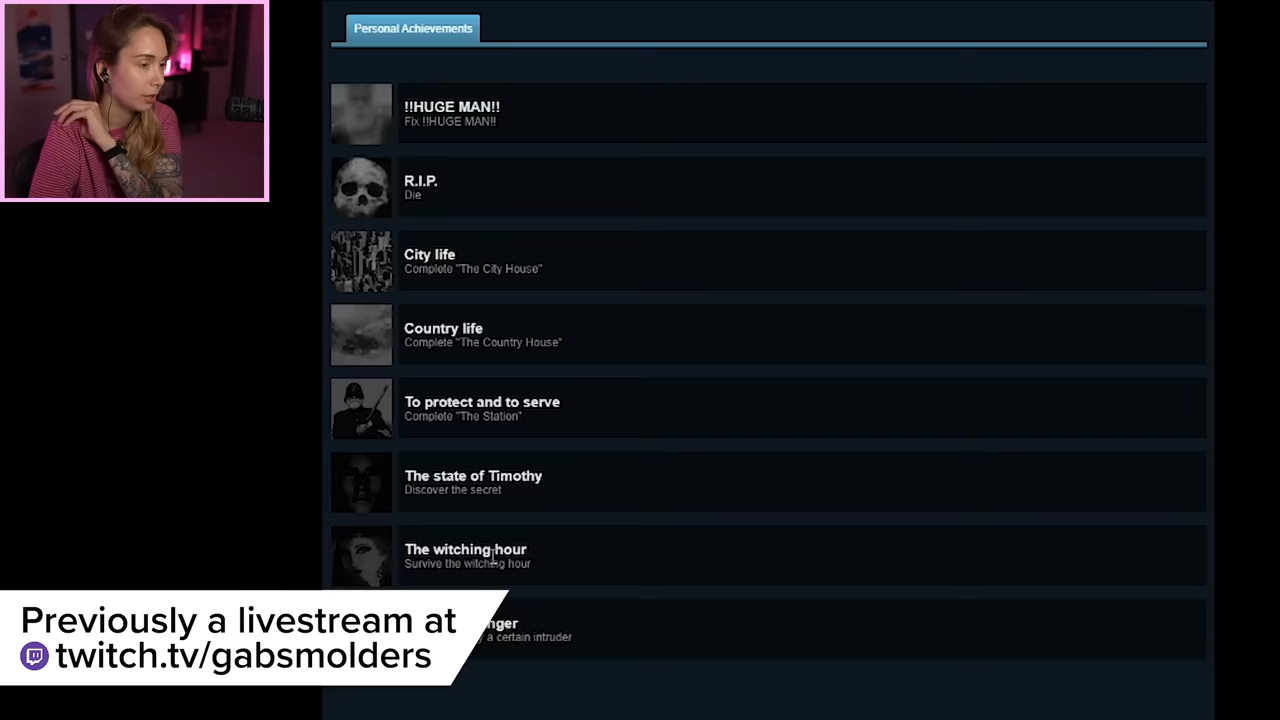 Personal Achievements
!!HUGE MAN!!
Fix !!HUGE MAN!!
R.I.P.
Die
City life
Complete "The City House"
Country life
Complete "The Country House"
To protect and to serve
Complete "The Station"
The state of Timothy
Discover the secret
The witching hour
Survive the witching hour
a certain intruder
Previously a livestream at
twitch.tv/gabsmolders